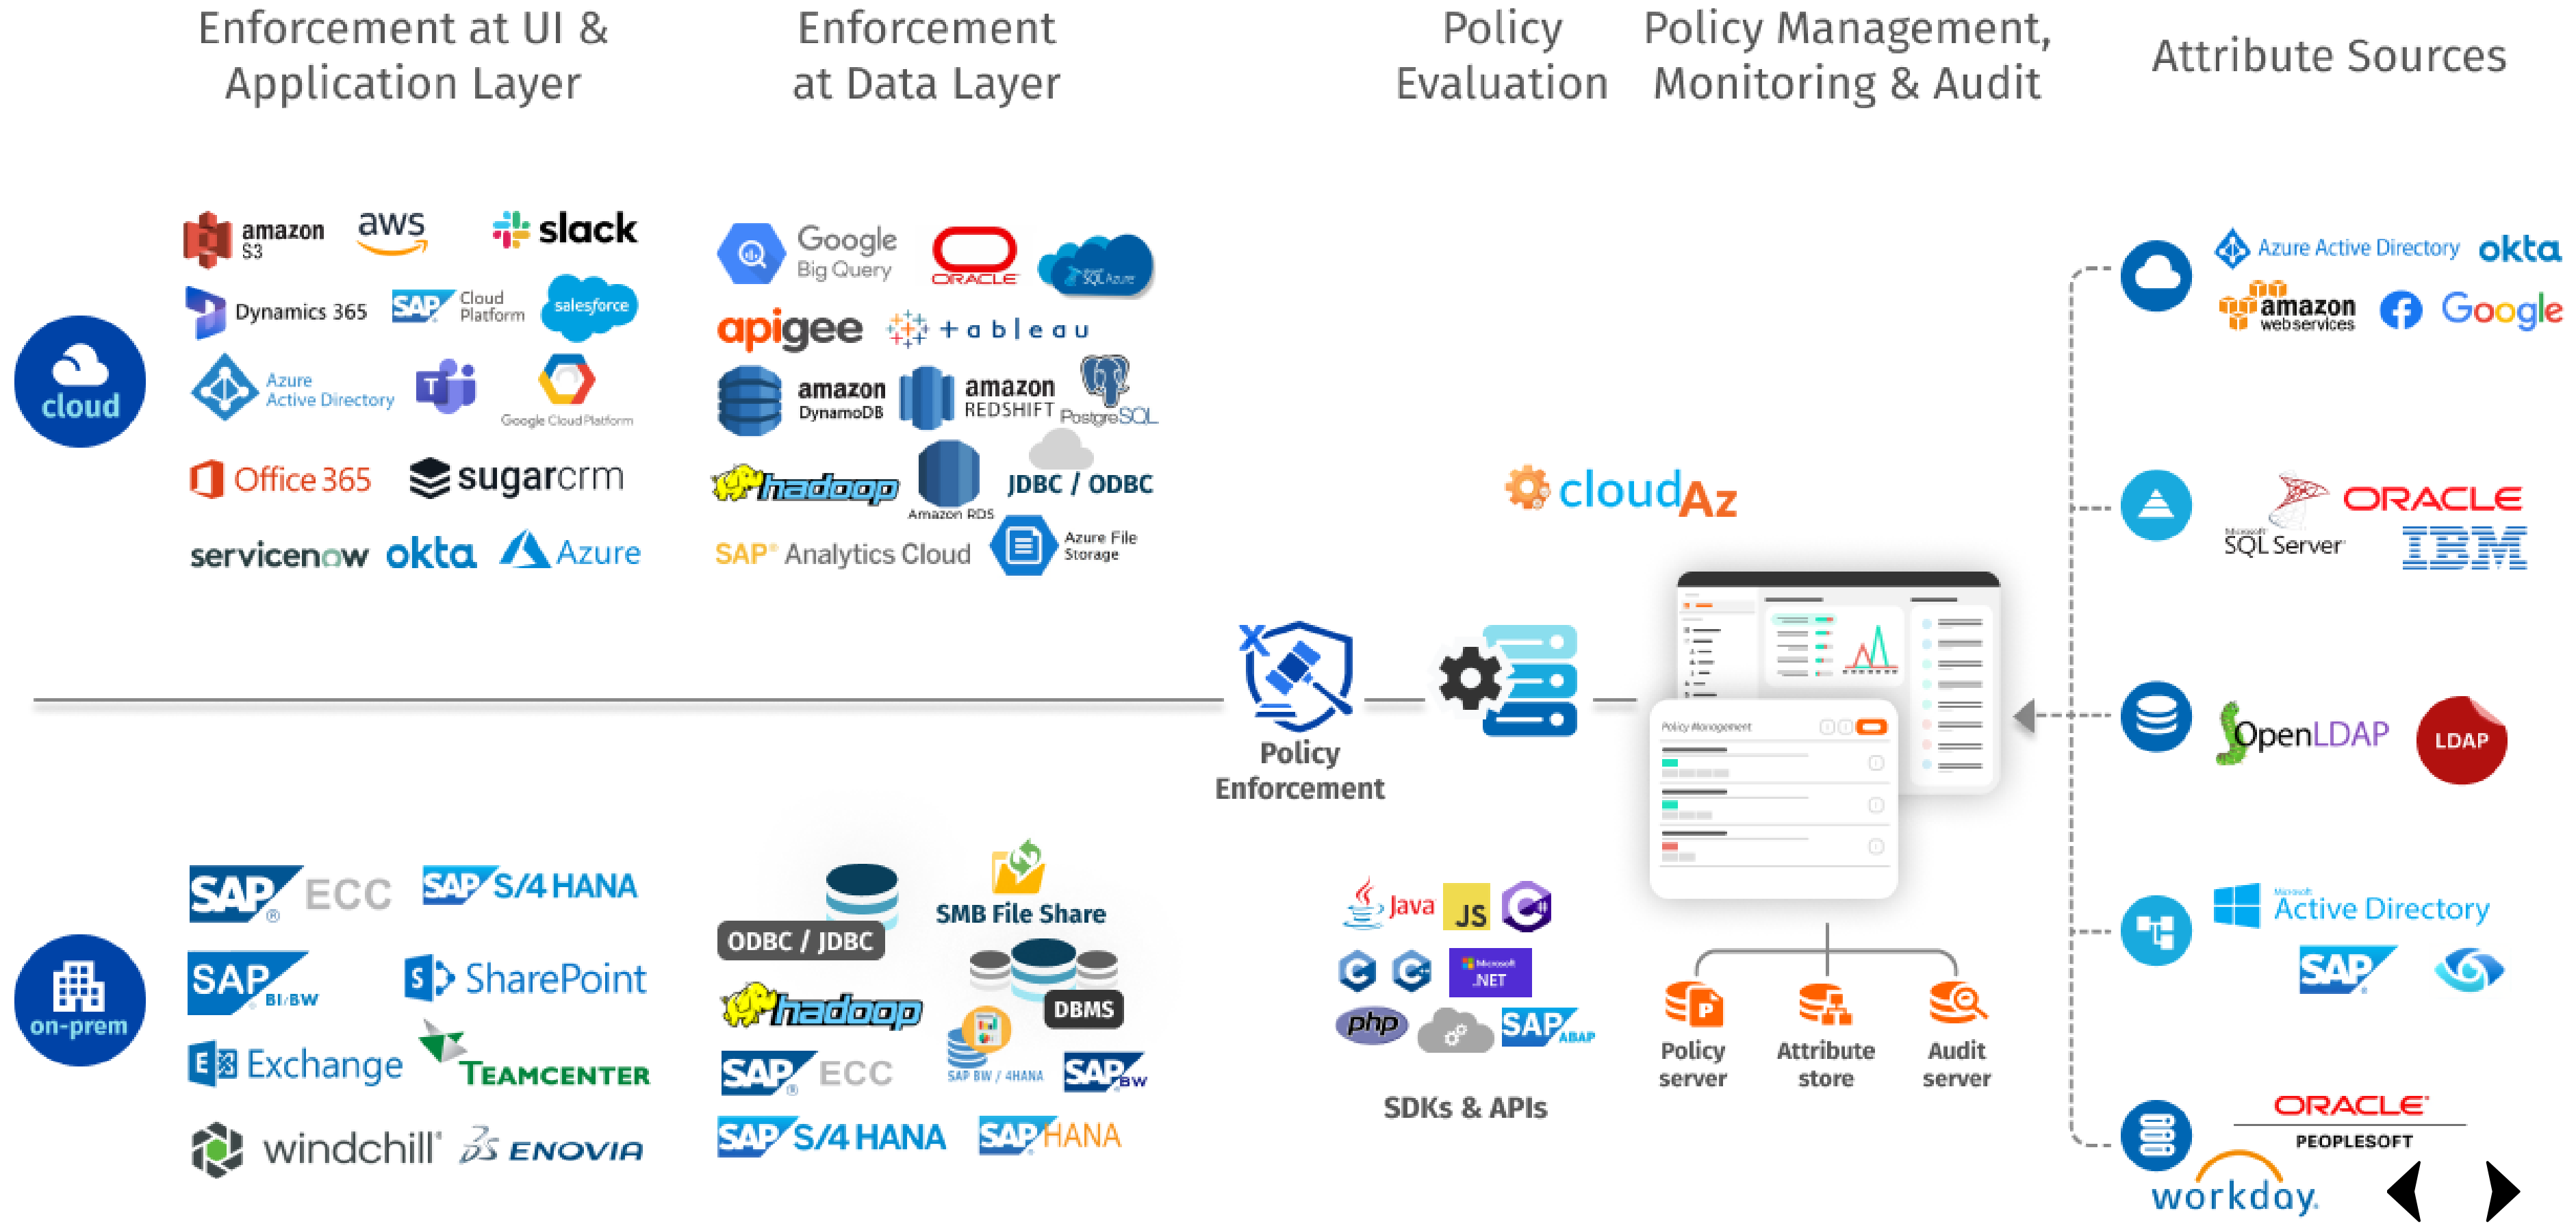 Enforcement at UI &
Application Layer
Enforcement
at Data Layer
Policy
Evaluation
Policy Management,
Monitoring & Audit
Attribute Sources
cloud
amazon
S3
aws
slack
Dynamics 365
SAP Cloud
Platform
salesforce
Azure
Active Directory
T
Google Cloud Platform
Office 365
sugarcrm
servicenow
okta
Azure
Google
Big Query
ORACLE
SQL Azure
apigee
+ a b l e a u
amazon
DynamoDB
amazon
REDSHIFT
PostgreSQL
hadoop
Amazon RDS
JDBC / ODBC
SAP® Analytics Cloud
Azure File
Storage
cloudAz
Policy
Enforcement
Policy Management
Azure Active Directory
okta
amazon
webservices
f
Google
Microsoft
SQL Server
ORACLE
IBM
OpenLDAP
LDAP
Microsoft
Active Directory
SAP
ORACLE®
PEOPLESOFT
workday.
on-prem
SAP® ECC
SAP S/4HANA
SAP BI/BW
S SharePoint
E Exchange
TEAMCENTER
windchill®
3S ENOVIA
ODBC / JDBC
SMB File Share
DBMS
hadoop
SAP® ECC
SAP BW / 4HANA
SAP BW
SAP S/4HANA
SAP HANA
Java
JS
C#
C
C++
Microsoft
.NET
php
SAP ABAP
SDKs & APIs
P
Policy
server
Attribute
store
Audit
server